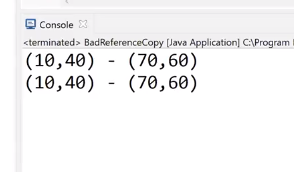 Console
<terminated> BadReferenceCopy [Java Application] C:\Program
(10,40) - (70,60)
(10,40) - (70,60)